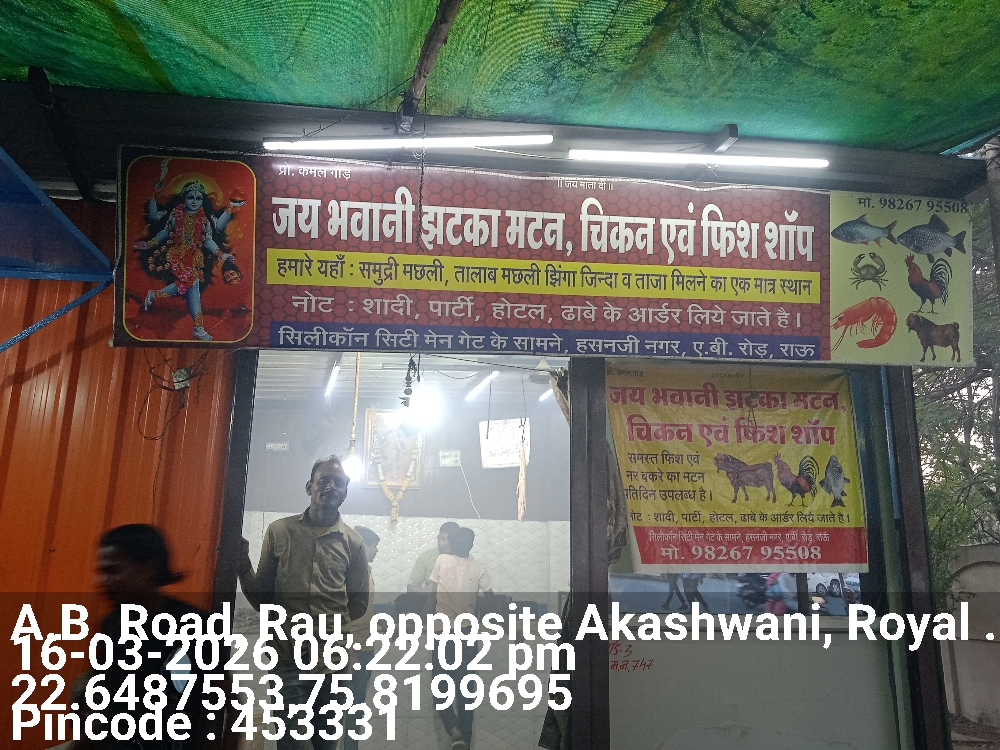 प्रो. कमल गौड़
।। जय माता दी ।।
मो. 98267 95508
जय भवानी झटका मटन, चिकन एवं फिश शॉप
हमारे यहाँ : समुद्री मछली, तालाब मछली झिंगा जिन्दा व ताजा मिलने का एक मात्र स्थान
नोट : शादी, पार्टी, होटल, ढाबे के आर्डर लिये जाते है।
सिलीकॉन सिटी मेन गेट के सामने, हसनजी नगर, ए.बी. रोड़, राऊ
जय भवानी झटका मटन,
चिकन एवं फिश शॉप
समस्त फिश एवं
नर बकरे का मटन
प्रतिदिन उपलब्ध है।
नोट : शादी, पार्टी, होटल, ढाबे के आर्डर लिये जाते है।
सिलीकॉन सिटी मेन गेट के सामने, हसनजी नगर, ए.बी. रोड़, राऊ
मो. 98267 95508
A.B. Road, Rau, opposite Akashwani, Royal .
16-03-2026 06:22:02 pm
22.6487553,75.8199695
Pincode : 453331